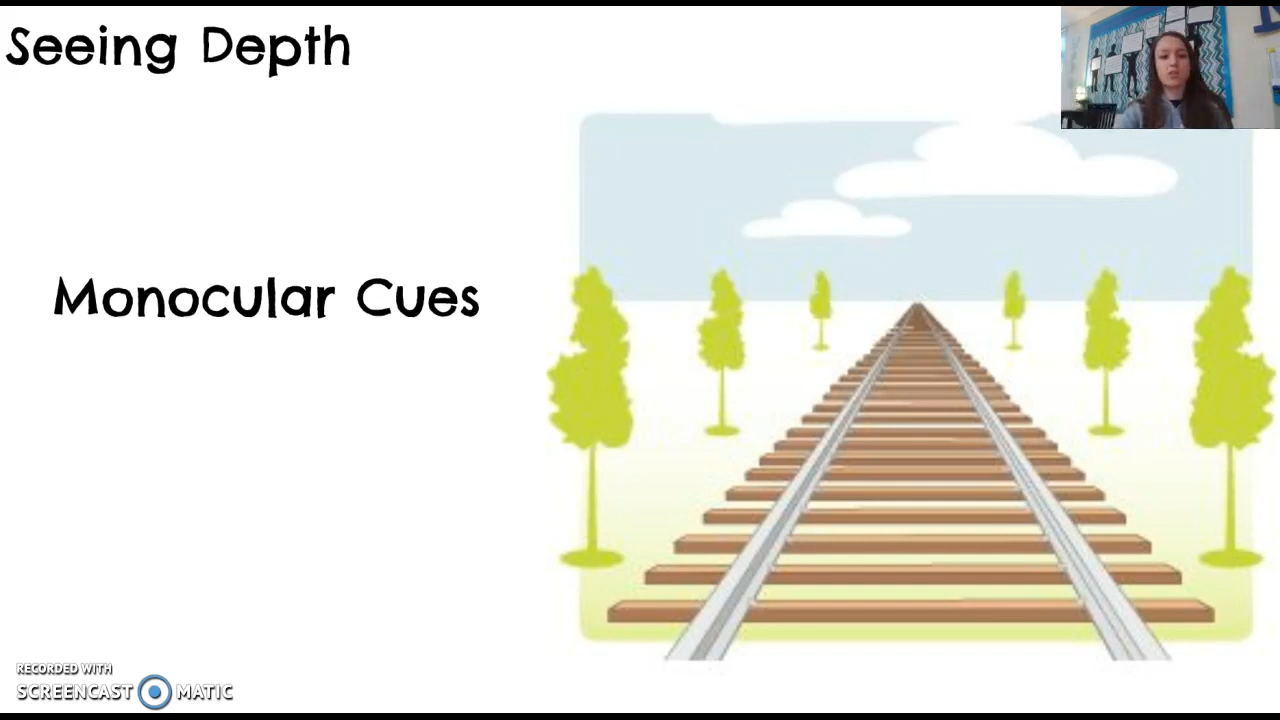 Seeing Depth
Monocular Cues
RECORDED WITH
SCREENCAST MATIC